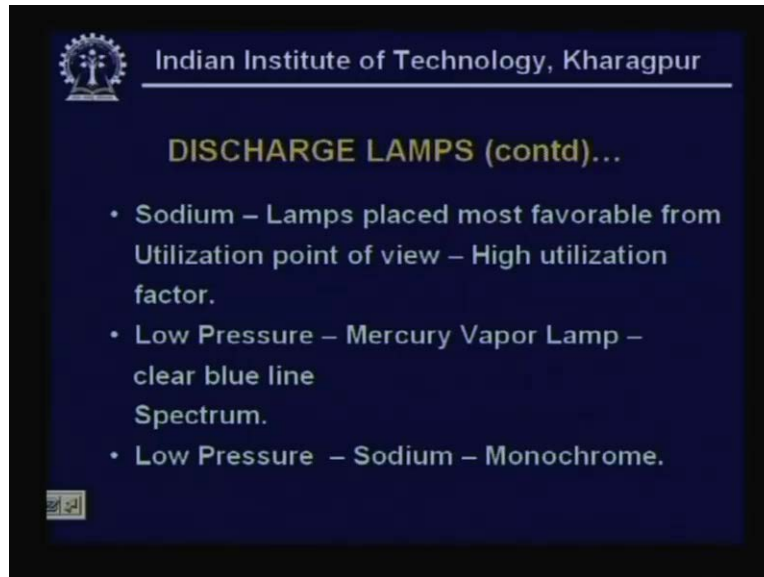 Indian Institute of Technology, Kharagpur
DISCHARGE LAMPS (contd)...
• Sodium – Lamps placed most favorable from
Utilization point of view – High utilization
factor.
• Low Pressure – Mercury Vapor Lamp –
clear blue line
Spectrum.
• Low Pressure – Sodium – Monochrome.